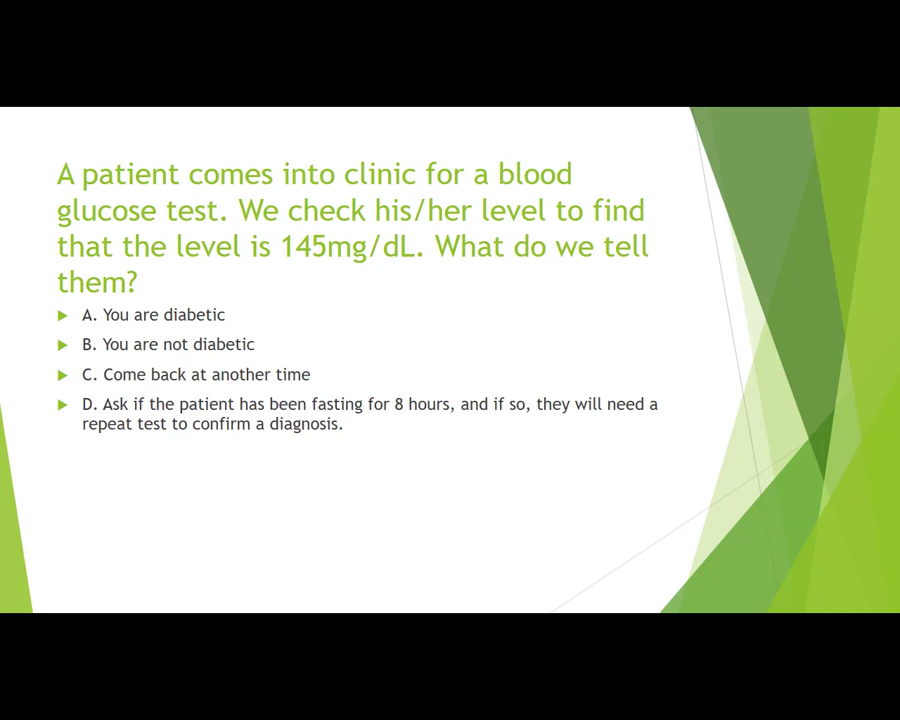 A patient comes into clinic for a blood
glucose test. We check his/her level to find
that the level is 145mg/dL. What do we tell
them?
A. You are diabetic
B. You are not diabetic
C. Come back at another time
D. Ask if the patient has been fasting for 8 hours, and if so, they will need a
repeat test to confirm a diagnosis.